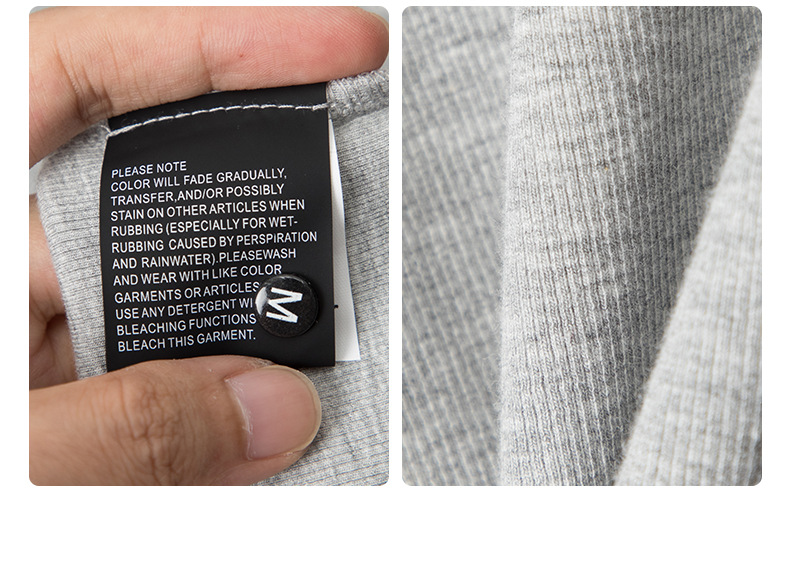 PLEASE NOTE
COLOR WILL FADE GRADUALLY,
TRANSFER,AND/OR POSSIBLY
STAIN ON OTHER ARTICLES WHEN
RUBBING (ESPECIALLY FOR WET-
RUBBING CAUSED BY PERSPIRATION
AND RAINWATER).PLEASEWASH
AND WEAR WITH LIKE COLOR
GARMENTS OR ARTICLES
USE ANY DETERGENT WI
BLEACHING FUNCTIONS
BLEACH THIS GARMENT.
M